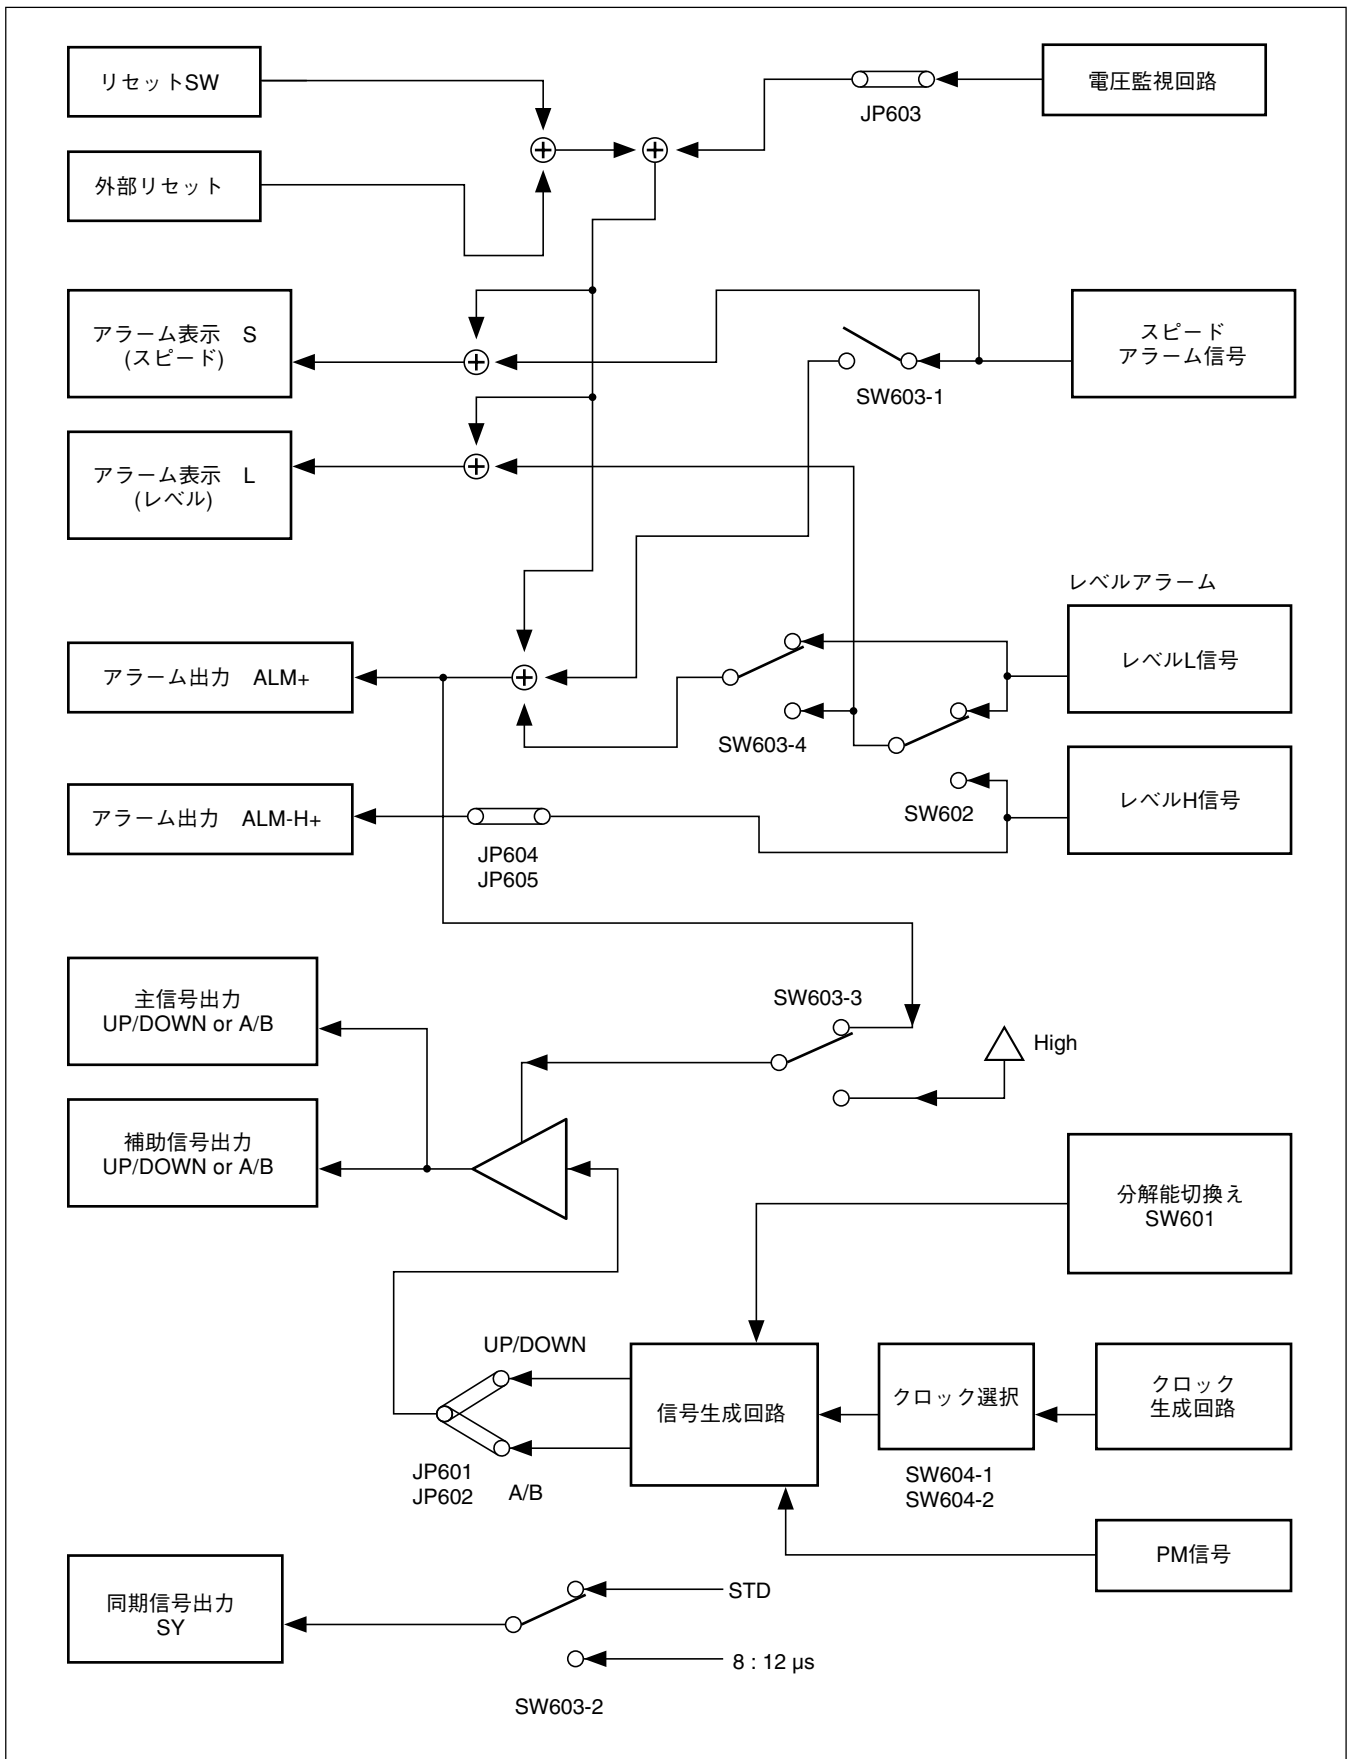 リセットSW
電圧監視回路
JP603
外部リセット
アラーム表示　S
(スピード)
スピード
アラーム信号
SW603-1
アラーム表示　L
(レベル)
レベルアラーム
レベルL信号
アラーム出力　ALM+
SW603-4
レベルH信号
SW602
アラーム出力　ALM-H+
JP604
JP605
主信号出力
UP/DOWN or A/B
SW603-3
High
補助信号出力
UP/DOWN or A/B
分解能切換え
SW601
UP/DOWN
信号生成回路
クロック選択
クロック
生成回路
JP601
JP602
A/B
SW604-1
SW604-2
PM信号
同期信号出力
SY
STD
8 : 12 µs
SW603-2